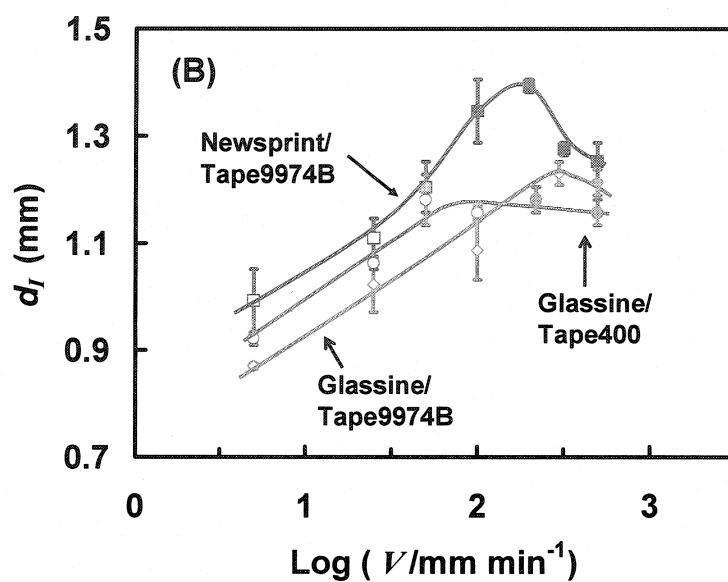 1.5
(B)
Newsprint/
Tape9974B
1.3
d_I (mm)
1.1
Glassine/
Tape400
0.9
Glassine/
Tape9974B
0.7
0 1 2 3
Log ( V/mm min⁻¹)